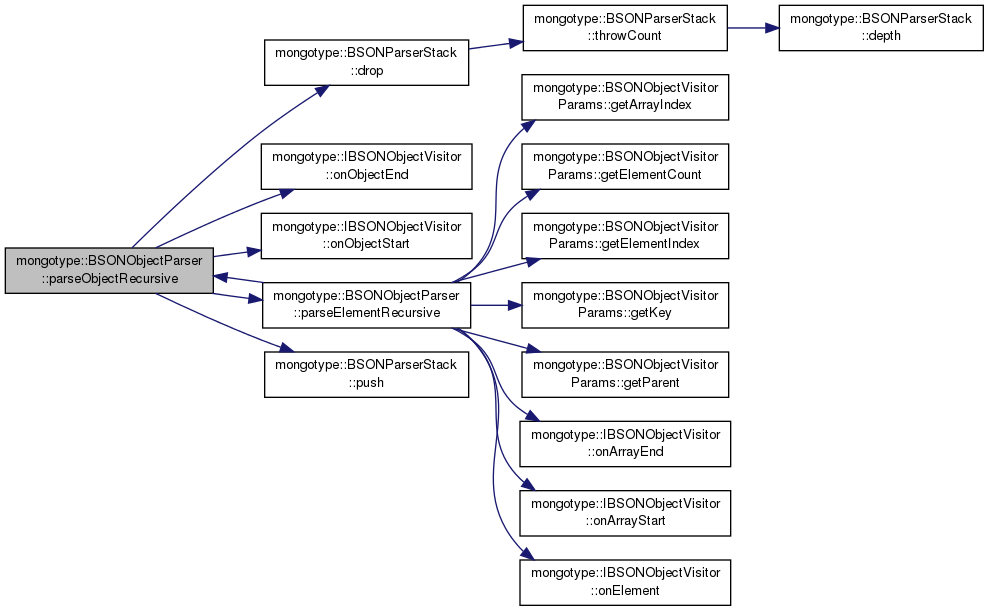 mongotype::BSONObjectParser
::parseObjectRecursive
mongotype::BSONParserStack
::drop
mongotype::BSONParserStack
::throwCount
mongotype::BSONParserStack
::depth
mongotype::IBSONObjectVisitor
::onObjectEnd
mongotype::IBSONObjectVisitor
::onObjectStart
mongotype::BSONObjectParser
::parseElementRecursive
mongotype::BSONObjectVisitor
Params::getArrayIndex
mongotype::BSONObjectVisitor
Params::getElementCount
mongotype::BSONObjectVisitor
Params::getElementIndex
mongotype::BSONObjectVisitor
Params::getKey
mongotype::BSONObjectVisitor
Params::getParent
mongotype::IBSONObjectVisitor
::onArrayEnd
mongotype::IBSONObjectVisitor
::onArrayStart
mongotype::IBSONObjectVisitor
::onElement
mongotype::BSONParserStack
::push